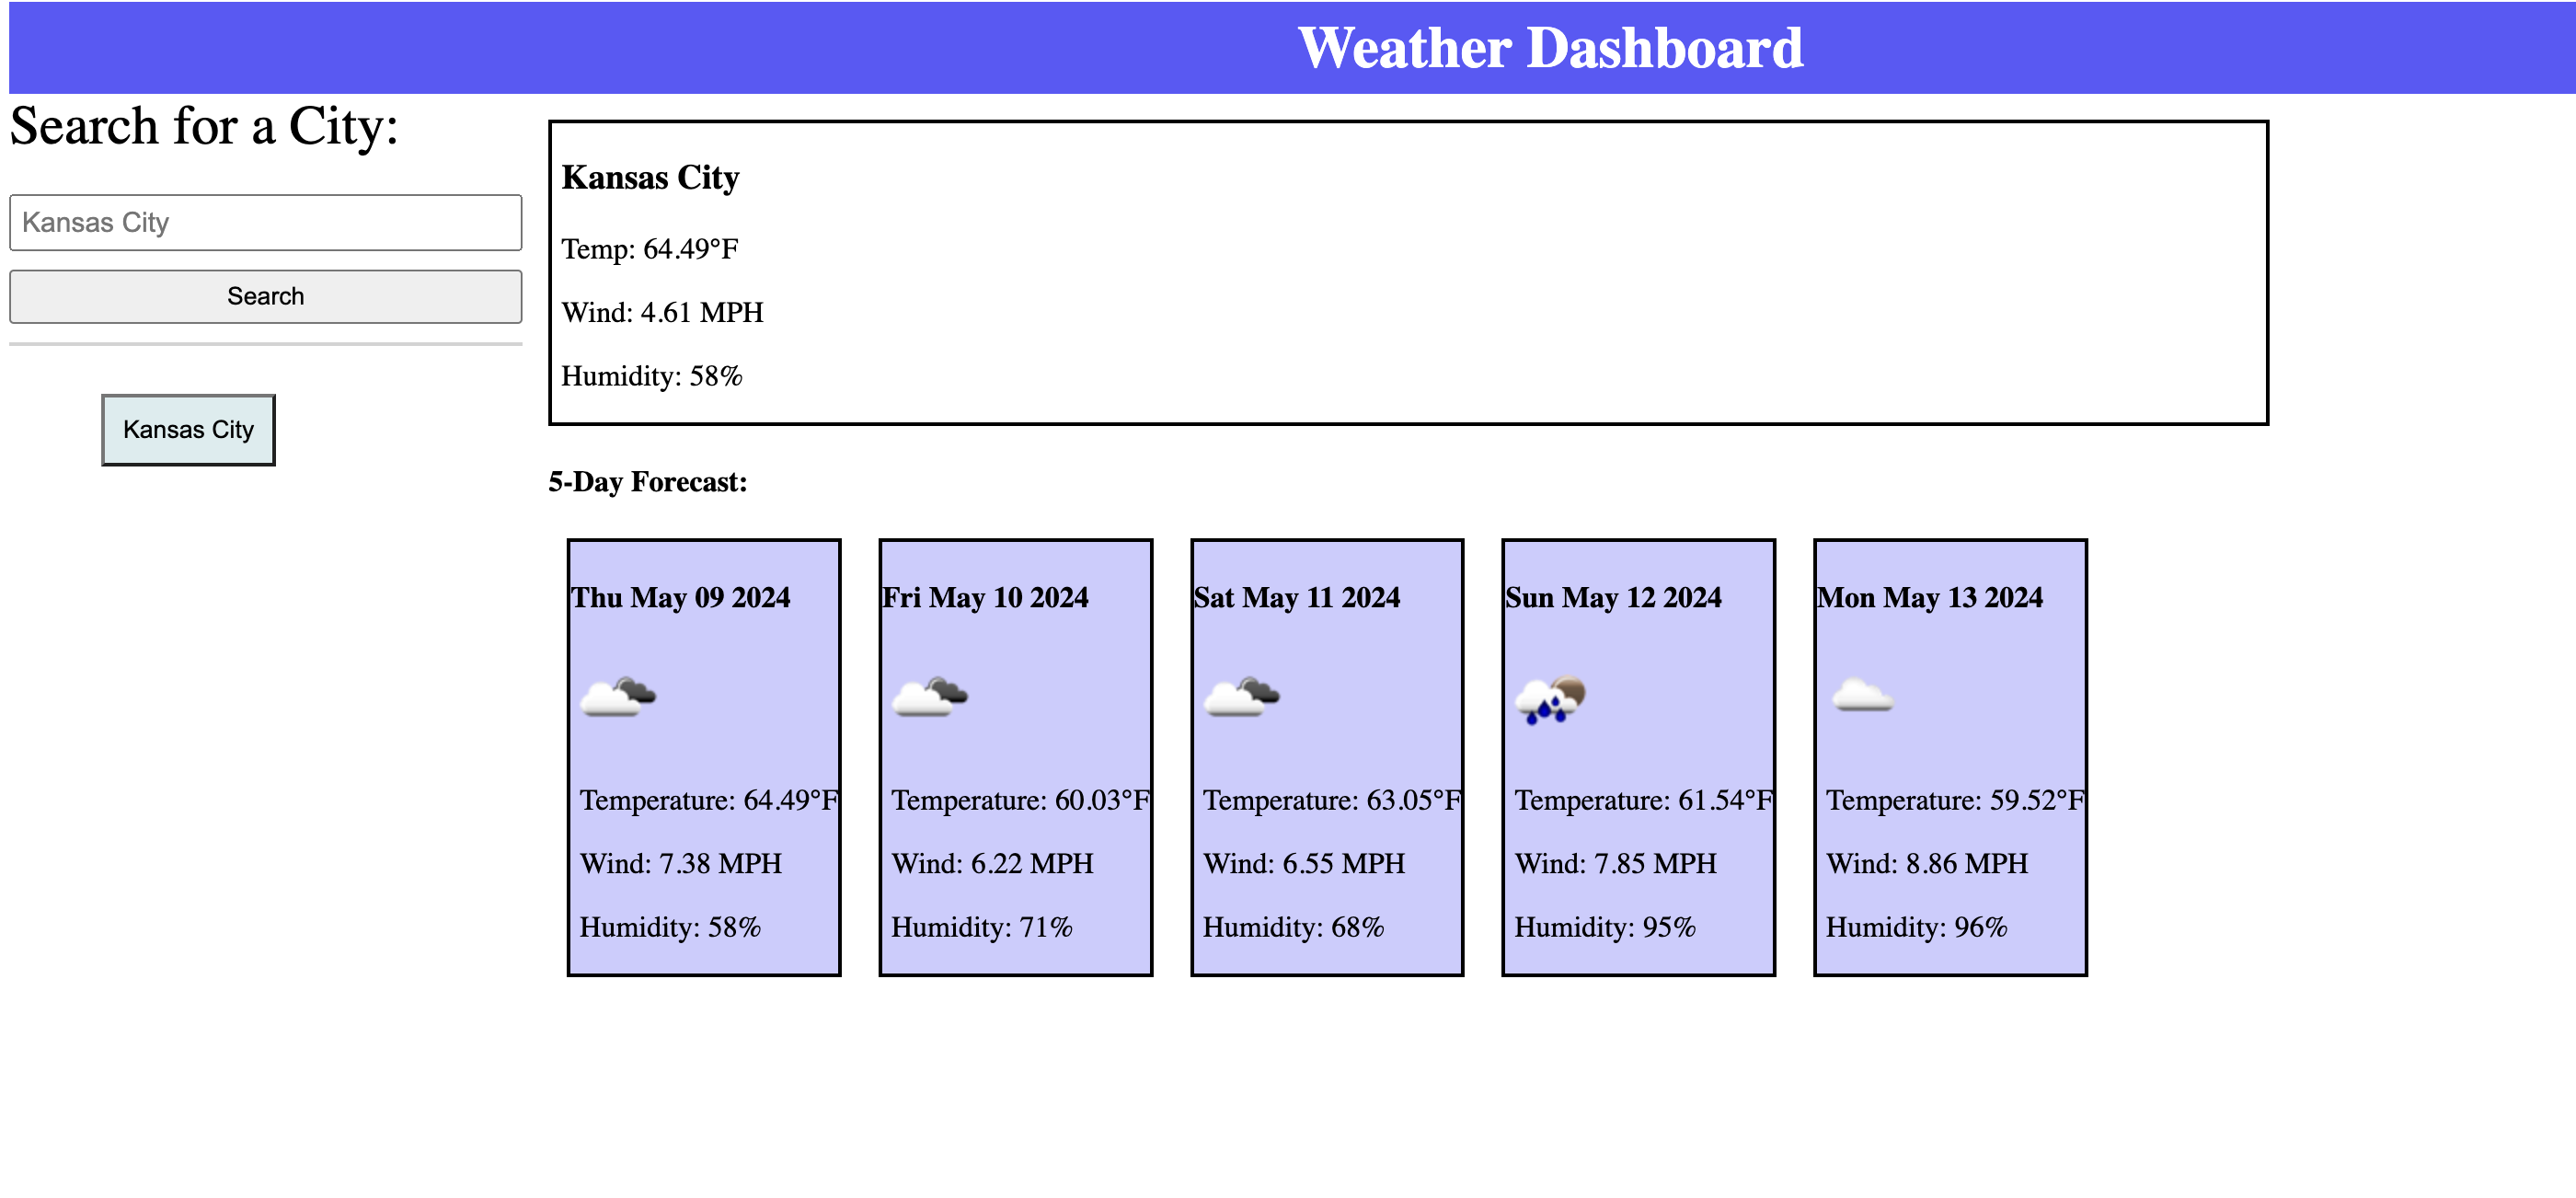 Weather Dashboard
Search for a City:
Kansas City
Search
Kansas City
Kansas City
Temp: 64.49°F
Wind: 4.61 MPH
Humidity: 58%
5-Day Forecast:
Thu May 09 2024
Temperature: 64.49°F
Wind: 7.38 MPH
Humidity: 58%
Fri May 10 2024
Temperature: 60.03°F
Wind: 6.22 MPH
Humidity: 71%
Sat May 11 2024
Temperature: 63.05°F
Wind: 6.55 MPH
Humidity: 68%
Sun May 12 2024
Temperature: 61.54°F
Wind: 7.85 MPH
Humidity: 95%
Mon May 13 2024
Temperature: 59.52°F
Wind: 8.86 MPH
Humidity: 96%